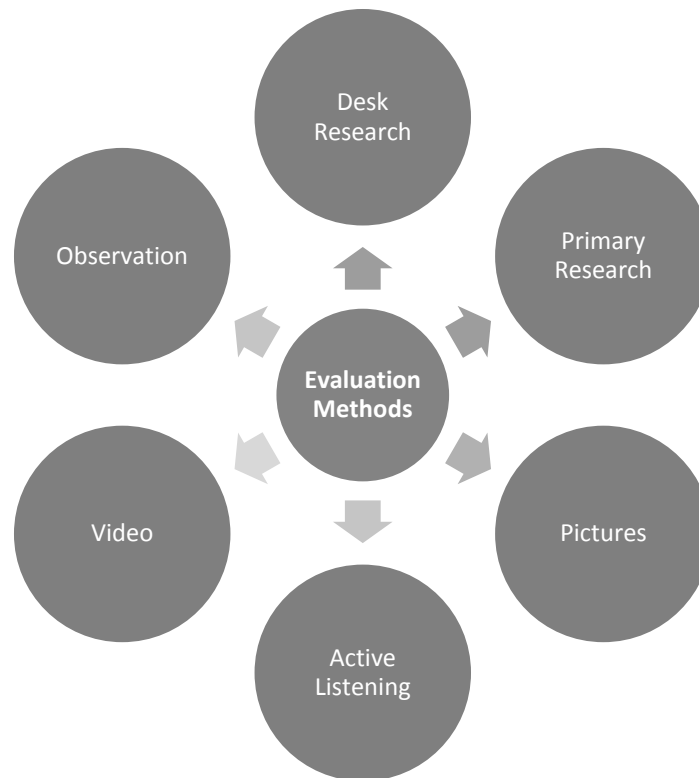 Desk
Research
Observation
Primary
Research
Evaluation
Methods
Video
Pictures
Active
Listening